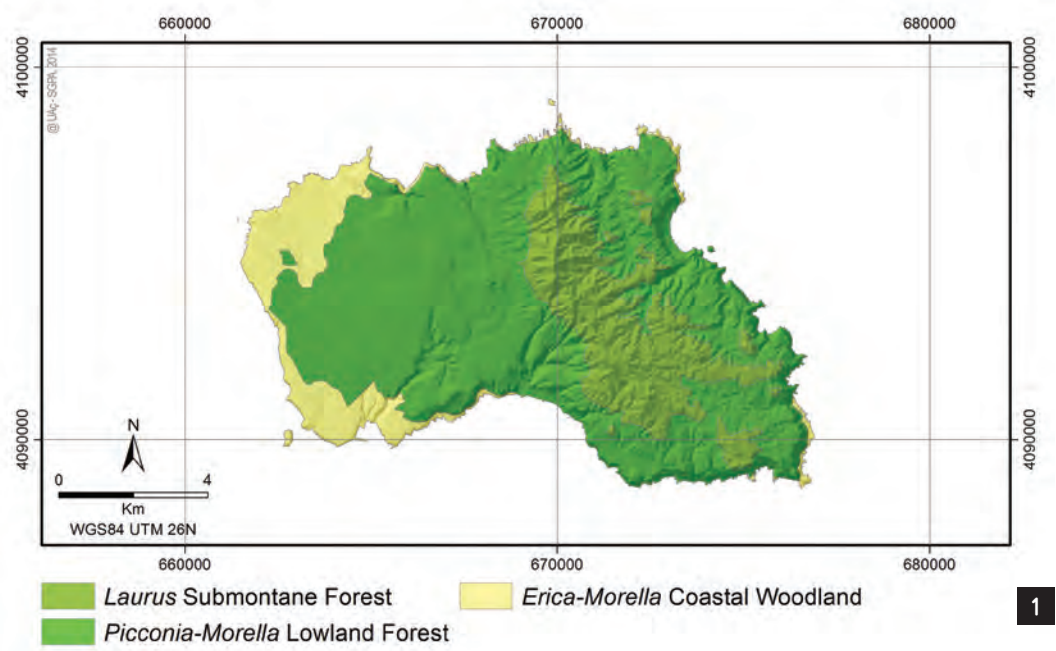 660000 670000 680000
4100000 4100000
@ UAç - SGPA, 2014
4090000 4090000
N
0 4
Km
WGS84 UTM 26N
660000 670000 680000
Laurus Submontane Forest
Erica-Morella Coastal Woodland
Picconia-Morella Lowland Forest
1